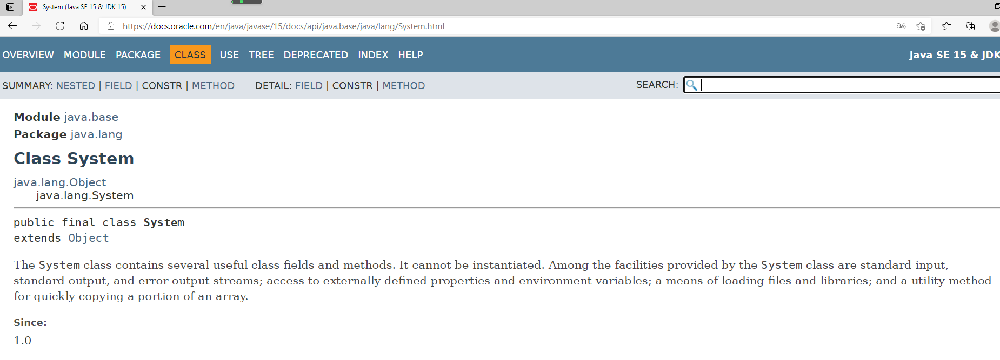 System (Java SE 15 & JDK 15)
https://docs.oracle.com/en/java/javase/15/docs/api/java.base/java/lang/System.html
aあ
OVERVIEW MODULE PACKAGE CLASS USE TREE DEPRECATED INDEX HELP Java SE 15 & JDK
SUMMARY: NESTED | FIELD | CONSTR | METHOD DETAIL: FIELD | CONSTR | METHOD SEARCH:
Module java.base
Package java.lang
Class System
java.lang.Object
java.lang.System
public final class System
extends Object
The System class contains several useful class fields and methods. It cannot be instantiated. Among the facilities provided by the System class are standard input,
standard output, and error output streams; access to externally defined properties and environment variables; a means of loading files and libraries; and a utility method
for quickly copying a portion of an array.
Since:
1.0